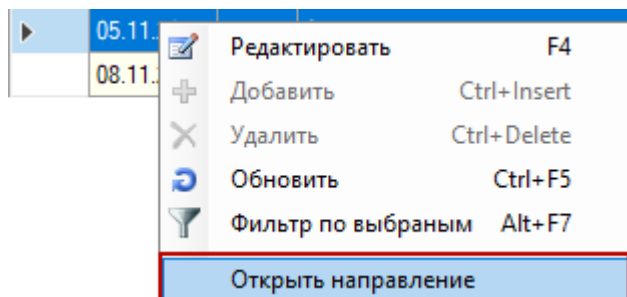 05.11.
Редактировать F4
08.11.
Добавить Ctrl+Insert
Удалить Ctrl+Delete
Обновить Ctrl+F5
Фильтр по выбраным Alt+F7
Открыть направление